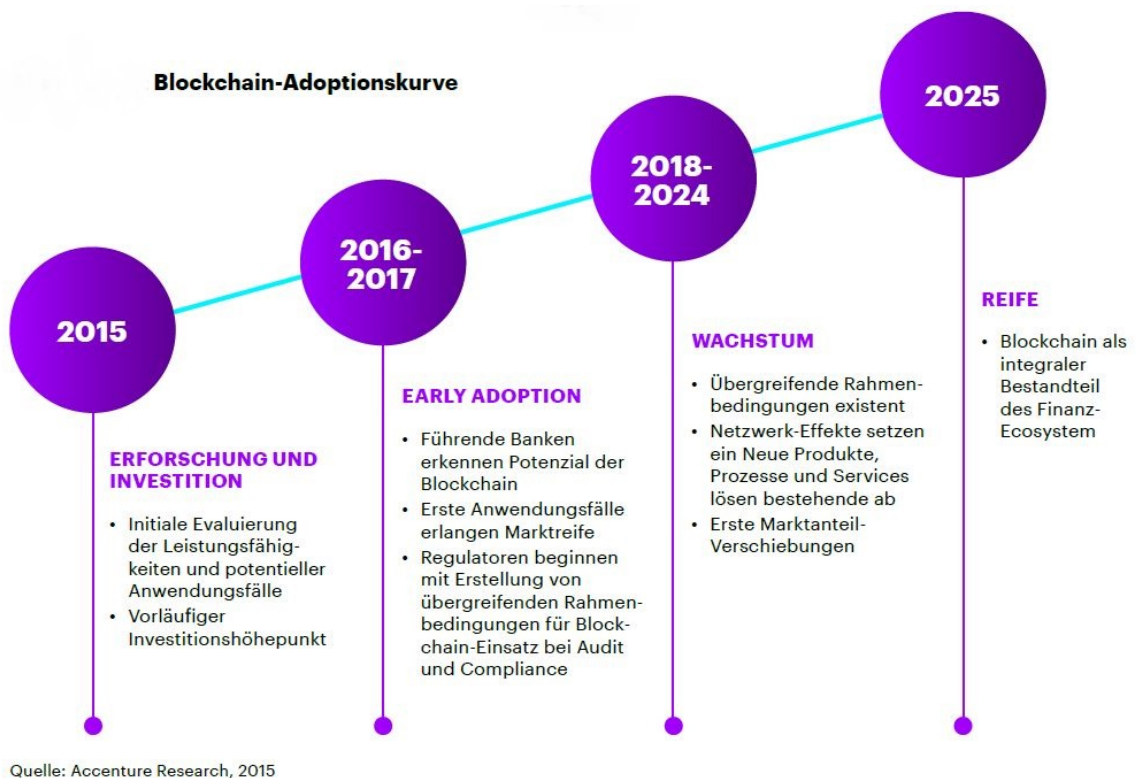 Blockchain-Adoptionskurve
2015
ERFORSCHUNG UND
INVESTITION
• Initiale Evaluierung
der Leistungsfähig-
keiten und potentieller
Anwendungsfälle
• Vorläufiger
Investitionshöhepunkt
2016-
2017
EARLY ADOPTION
• Führende Banken
erkennen Potenzial der
Blockchain
• Erste Anwendungsfälle
erlangen Marktreife
• Regulatoren beginnen
mit Erstellung von
übergreifenden Rahmen-
bedingungen für Block-
chain-Einsatz bei Audit
und Compliance
2018-
2024
WACHSTUM
• Übergreifende Rahmen-
bedingungen existent
• Netzwerk-Effekte setzen
ein Neue Produkte,
Prozesse und Services
lösen bestehende ab
• Erste Marktanteil-
Verschiebungen
2025
REIFE
• Blockchain als
integraler
Bestandteil
des Finanz-
Ecosystem
Quelle: Accenture Research, 2015